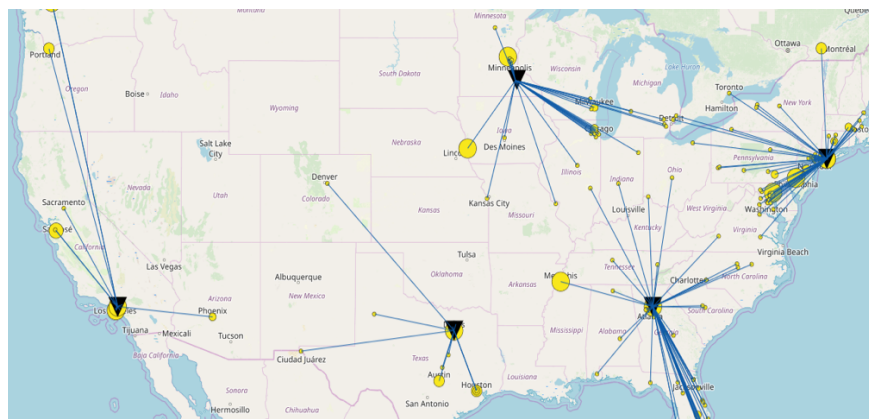 Minnesota
Montana
Québec
Ottawa
Montréal
Portland
Oregon
Boise
Idaho
South Dakota
Minneapolis
Wisconsin
Michigan
Lake Huron
Toronto
Hamilton
New York
Wyoming
Milwaukee
Detroit
Iowa
Nebraska
Des Moines
Salt Lake
City
Pennsylvania
Illinois
Indiana
Ohio
Nevada
Utah
Denver
Colorado
Kansas
Kansas City
Missouri
Louisville
Kentucky
West Virginia
Washington
Virginia
Virginia Beach
Sacramento
California
Las Vegas
Tulsa
Oklahoma
Albuquerque
New Mexico
Arkansas
Tennessee
Charlotte
North Carolina
South Carolina
Arizona
Phoenix
Tucson
Tijuana
Mexicali
Baja California
Mississippi
Alabama
Ciudad Juárez
Texas
Austin
Houston
Louisiana
San Antonio
Jacksonville
Sonora
Hermosillo
Chihuahua